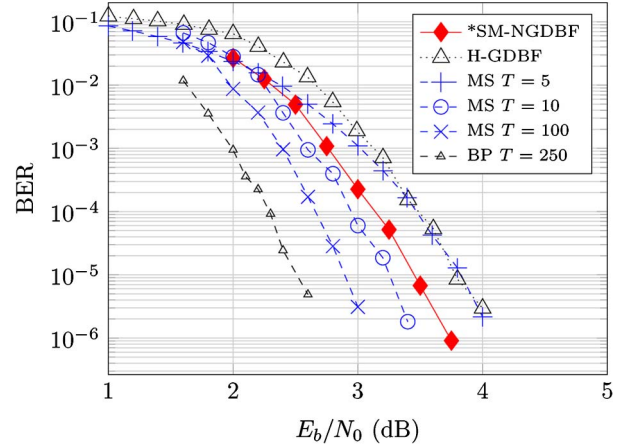 10⁻¹
10⁻²
10⁻³
10⁻⁴
10⁻⁵
10⁻⁶
BER
*SM-NGDBF
H-GDBF
MS T = 5
MS T = 10
MS T = 100
BP T = 250
1 2 3 4 5
E_b/N_0 (dB)